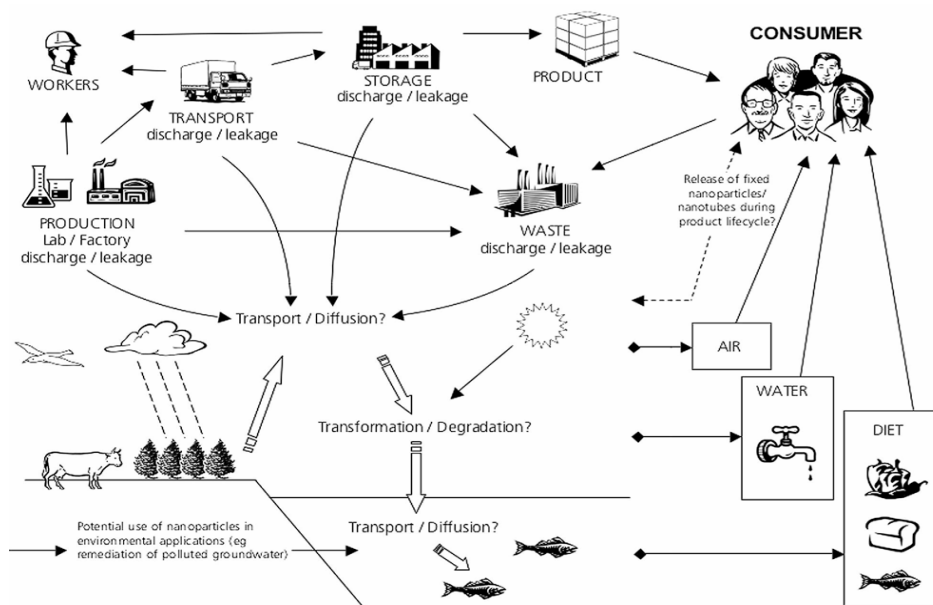 CONSUMER
WORKERS
STORAGE
discharge / leakage
PRODUCT
TRANSPORT
discharge / leakage
Release of fixed
nanoparticles/
nanotubes during
product lifecycle?
PRODUCTION
Lab / Factory
discharge / leakage
WASTE
discharge / leakage
Transport / Diffusion?
AIR
WATER
Transformation / Degradation?
DIET
Potential use of nanoparticles in
environmental applications (eg
remediation of polluted groundwater)
Transport / Diffusion?